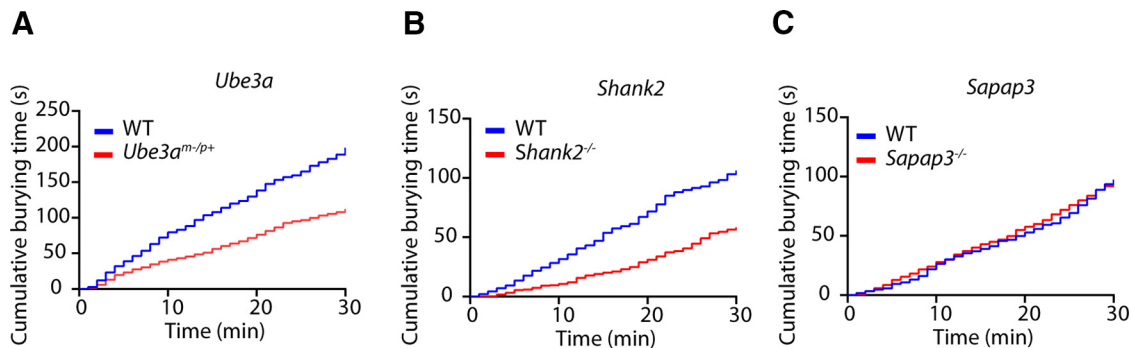 A
Ube3a
Cumulative burying time (s)
250
200
150
100
50
0
WT
Ube3a^m-/p+
0
10
20
30
Time (min)
B
Shank2
Cumulative burying time (s)
150
100
50
0
WT
Shank2^-/-
0
10
20
30
Time (min)
C
Sapap3
Cumulative burying time (s)
150
100
50
0
WT
Sapap3^-/-
0
10
20
30
Time (min)